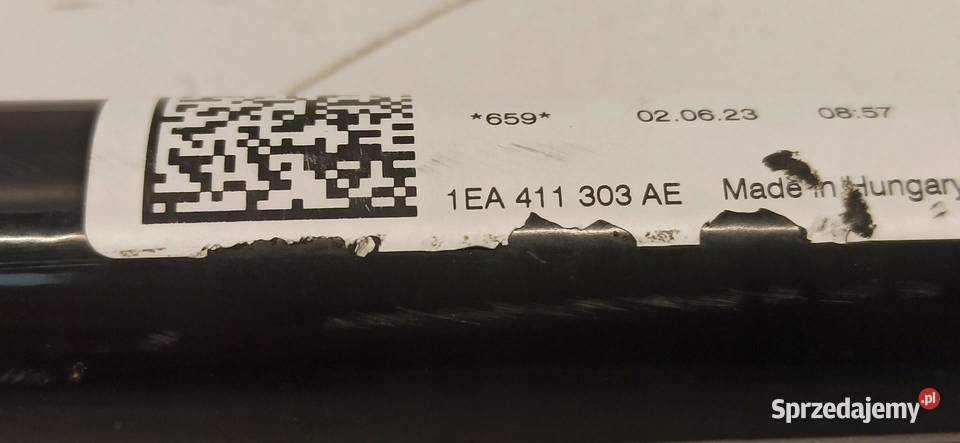 *659* 02.06.23 08:57
1EA 411 303 AE Made in Hungary
Sprzedajemy.pl